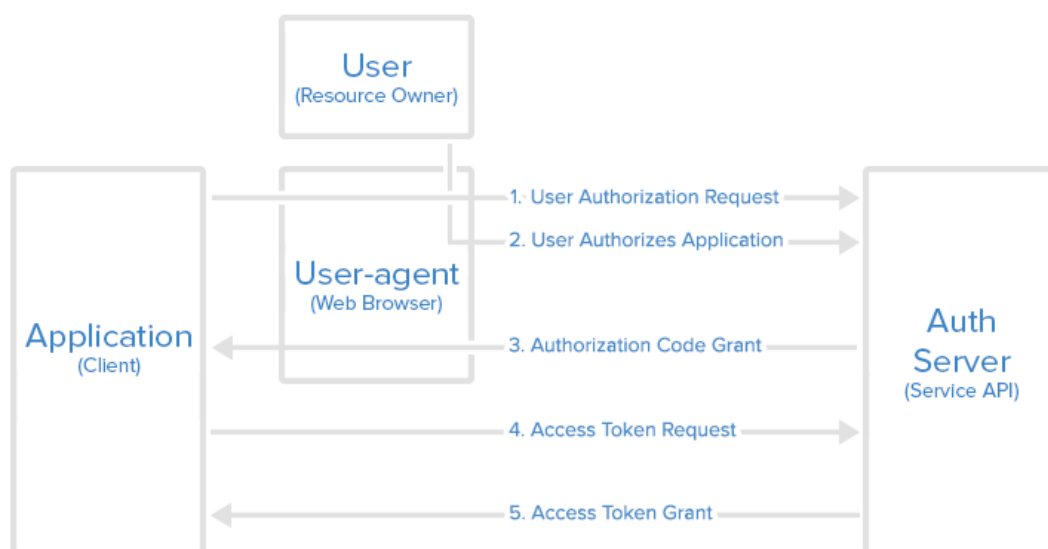 User
(Resource Owner)
1. User Authorization Request
2. User Authorizes Application
User-agent
(Web Browser)
Application
(Client)
3. Authorization Code Grant
Auth
Server
(Service API)
4. Access Token Request
5. Access Token Grant